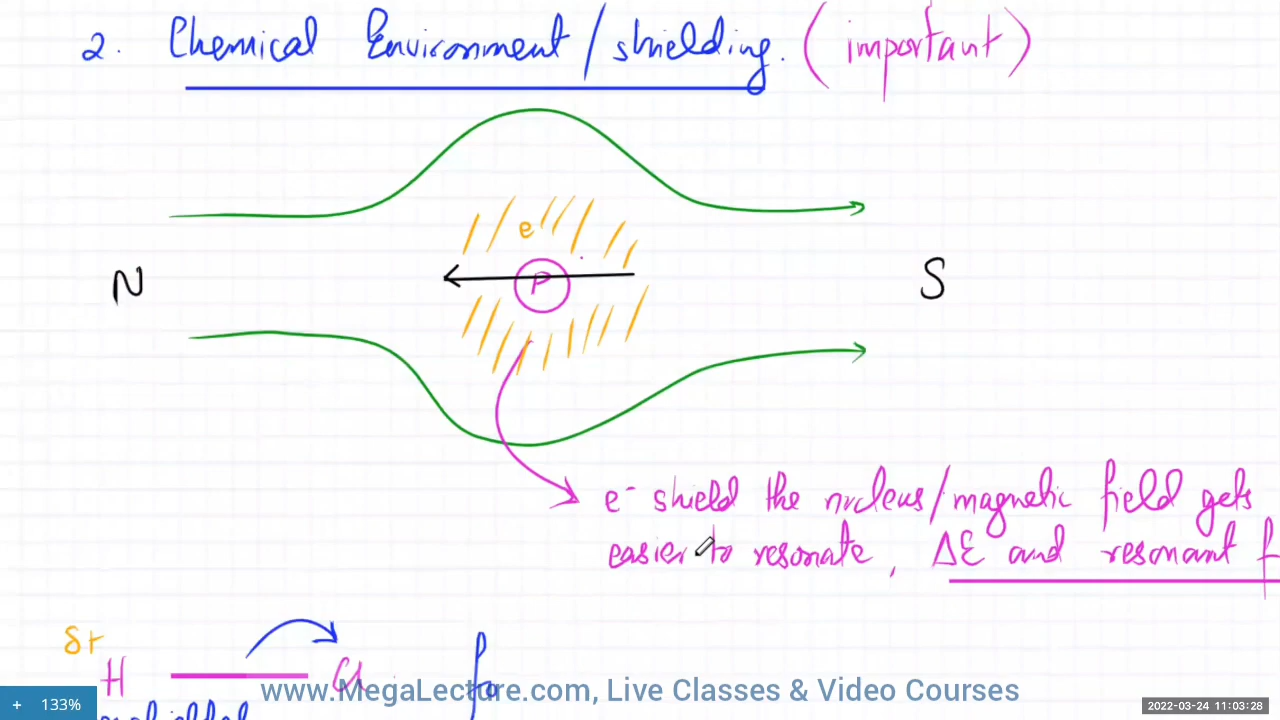 2. Chemical Environment/shielding. (important)
e
N
P
S
e⁻ shield the nucleus/magnetic field gets
easier to resonate, ΔE and resonant f
δ+
H Cl
www.MegaLecture.com, Live Classes & Video Courses
+ 133%
2022-03-24 11:03:28